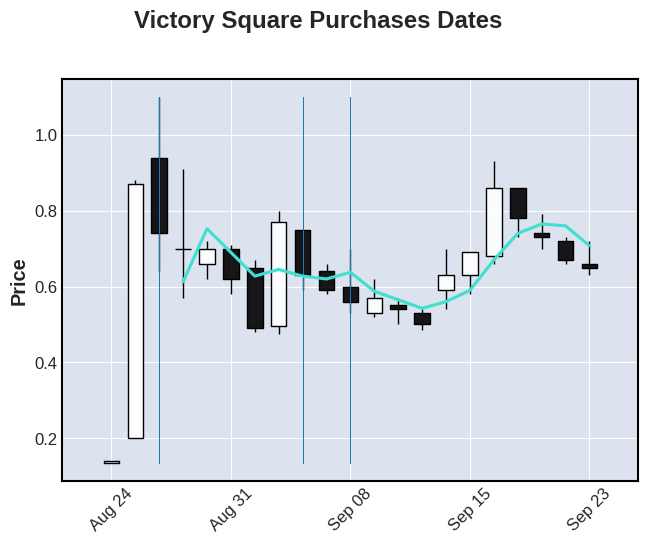 Victory Square Purchases Dates
Price
1.0
0.8
0.6
0.4
0.2
Aug 24
Aug 31
Sep 08
Sep 15
Sep 23